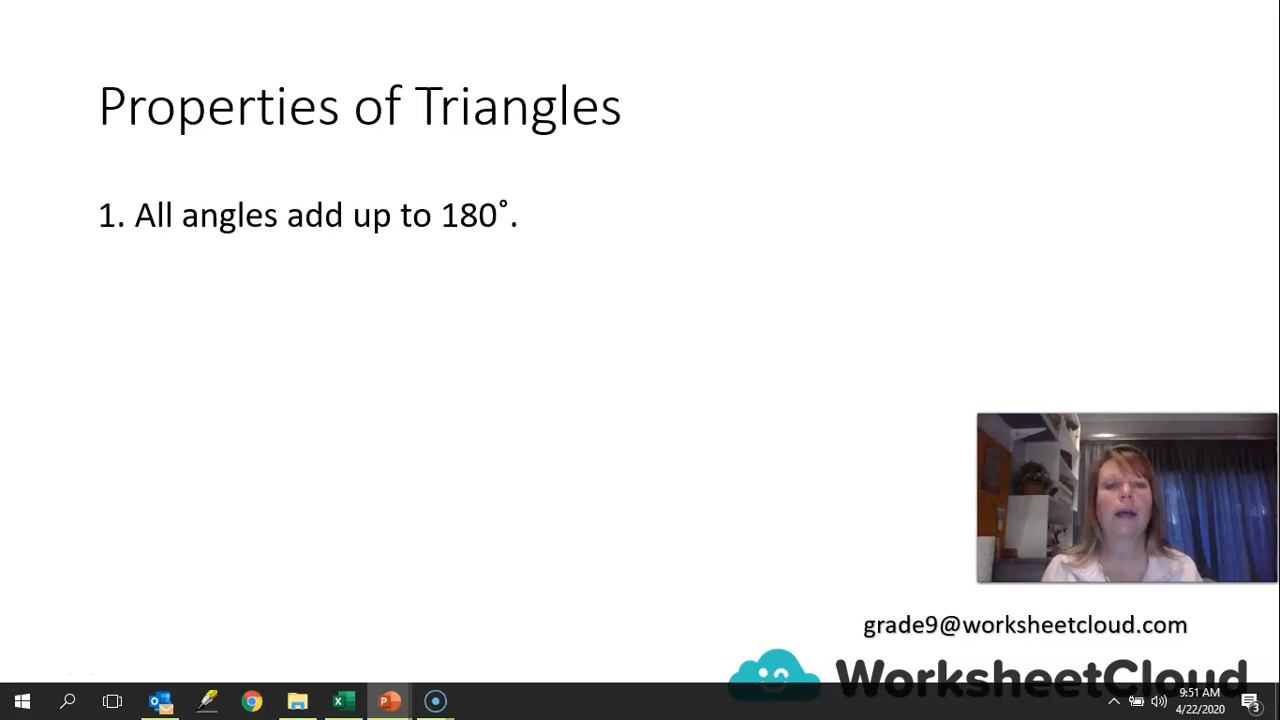 Properties of Triangles
1. All angles add up to 180˚.
grade9@worksheetcloud.com
WorksheetCloud
9:51 AM
4/22/2020
3